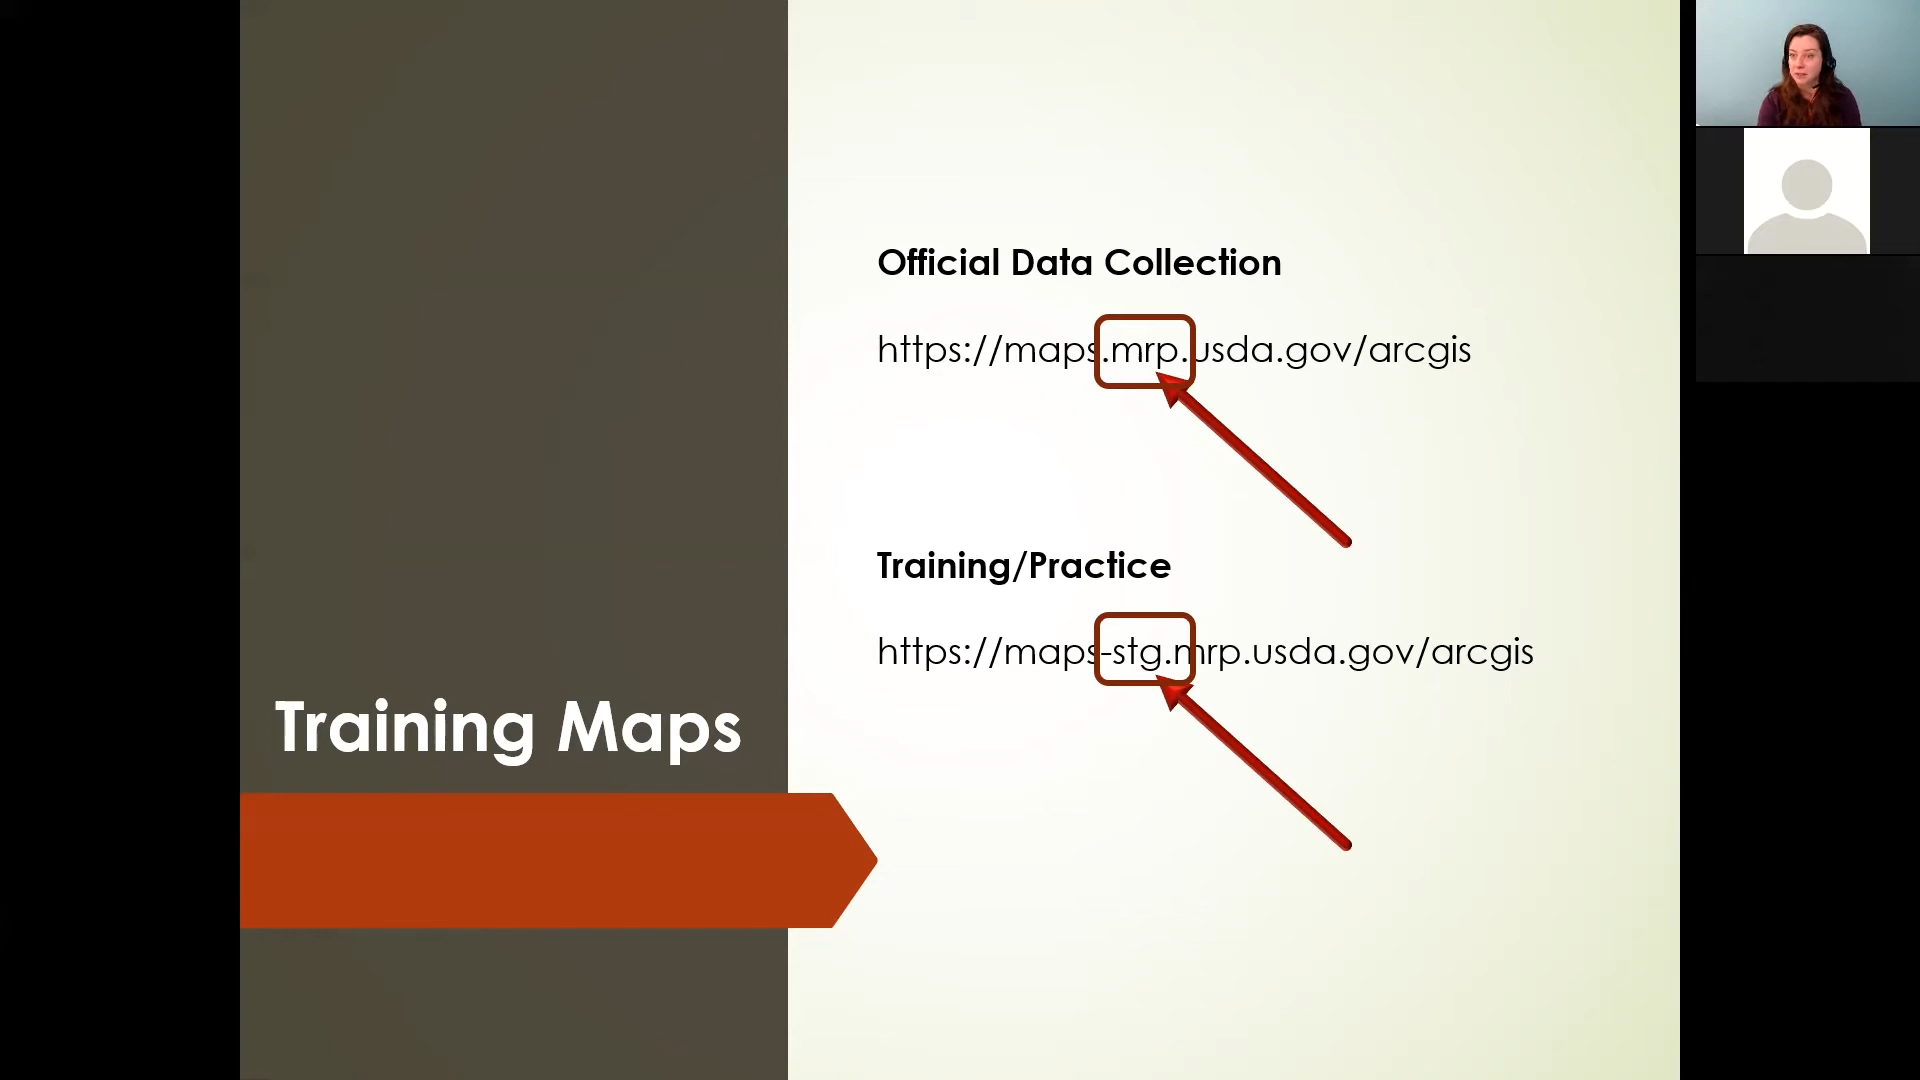 Training Maps
Official Data Collection
https://maps.mrp.usda.gov/arcgis
Training/Practice
https://maps-stg.mrp.usda.gov/arcgis